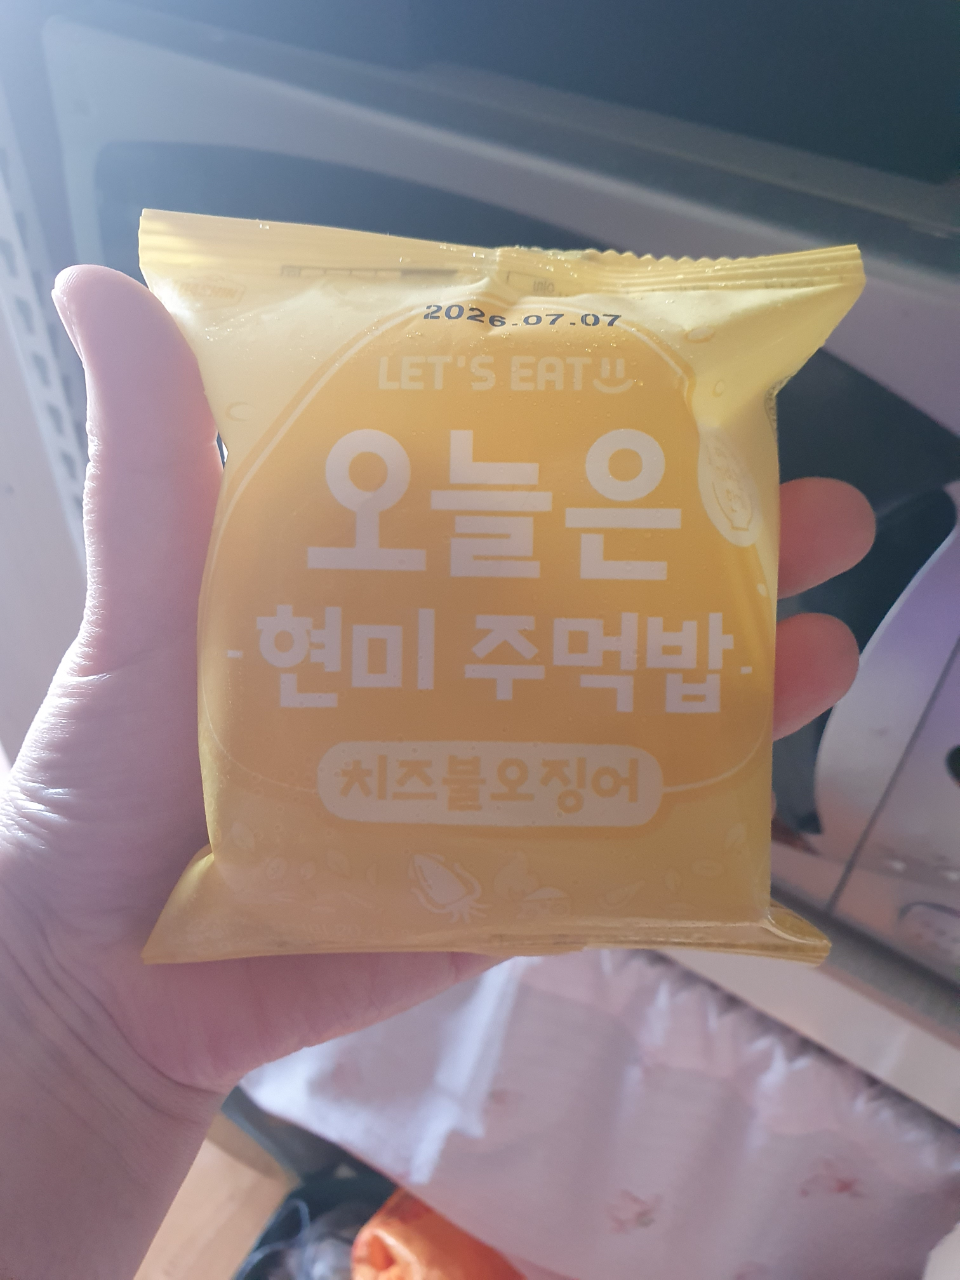 2026.07.07
LET'S EAT
오늘은
현미 주먹밥
치즈불오징어